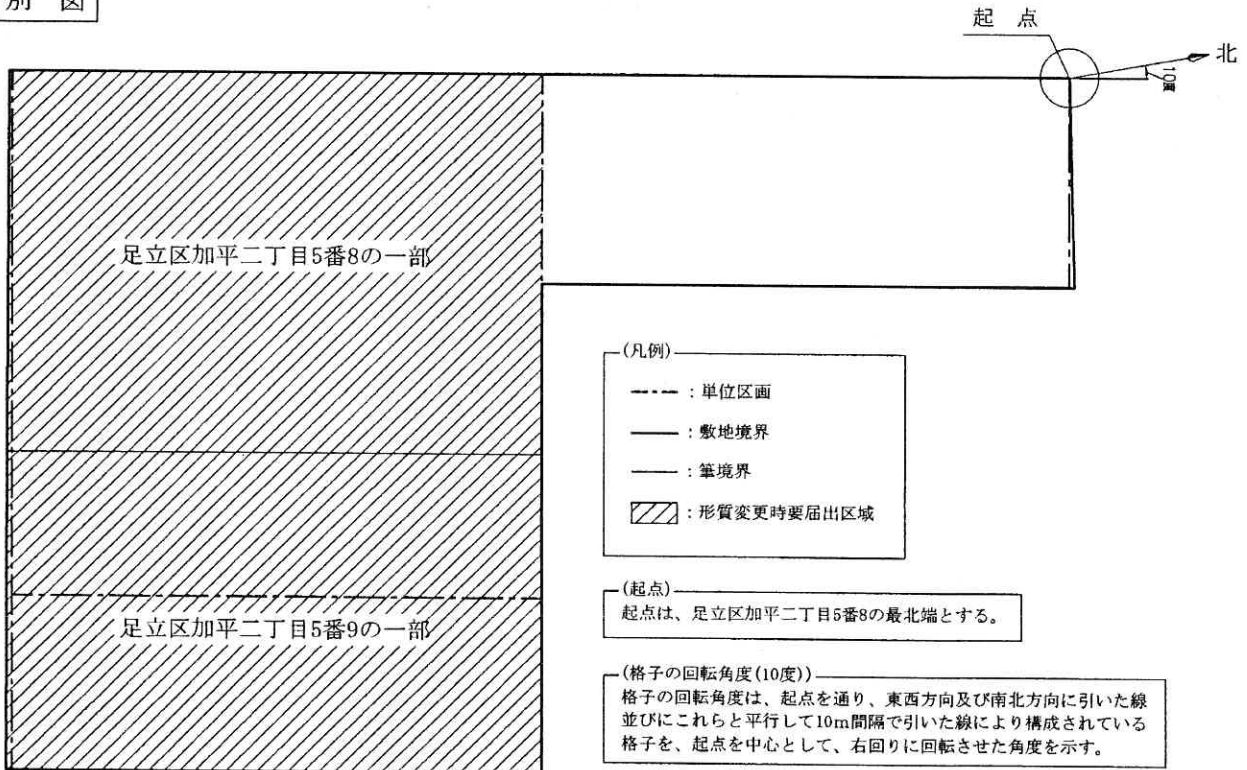 別 図
起 点
北
10度
足立区加平二丁目5番8の一部
足立区加平二丁目5番9の一部
(凡例)
：単位区画
：敷地境界
：筆境界
：形質変更時要届出区域
(起点)
起点は、足立区加平二丁目5番8の最北端とする。
(格子の回転角度(10度))
格子の回転角度は、起点を通り、東西方向及び南北方向に引いた線
並びにこれらと平行して10m間隔で引いた線により構成されている
格子を、起点を中心として、右回りに回転させた角度を示す。